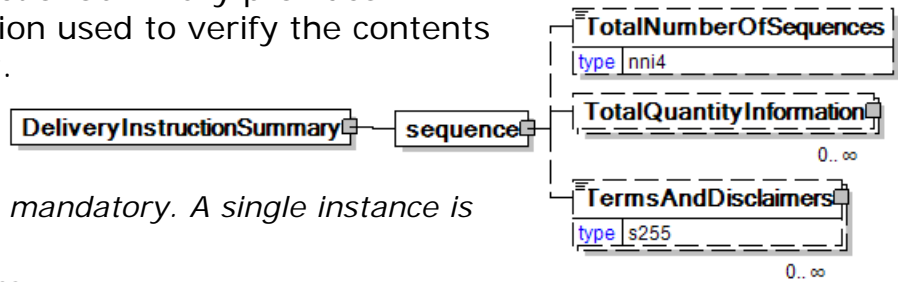 ion used to verify the contents
.
mandatory. A single instance is
DeliveryInstructionSummary
sequence
TotalNumberOfSequences
type nni4
TotalQuantityInformation
0.. ∞
TermsAndDisclaimers
type s255
0.. ∞